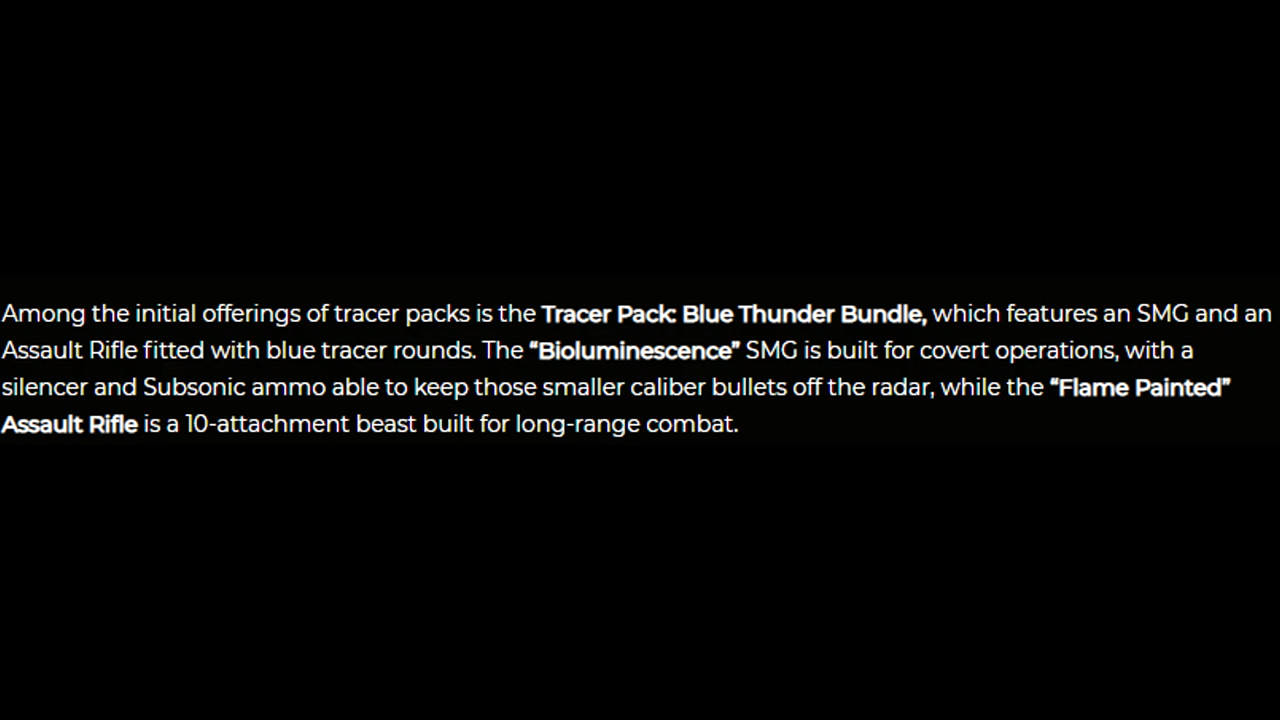 Among the initial offerings of tracer packs is the Tracer Pack: Blue Thunder Bundle, which features an SMG and an
Assault Rifle fitted with blue tracer rounds. The “Bioluminescence” SMG is built for covert operations, with a
silencer and Subsonic ammo able to keep those smaller caliber bullets off the radar, while the “Flame Painted”
Assault Rifle is a 10-attachment beast built for long-range combat.